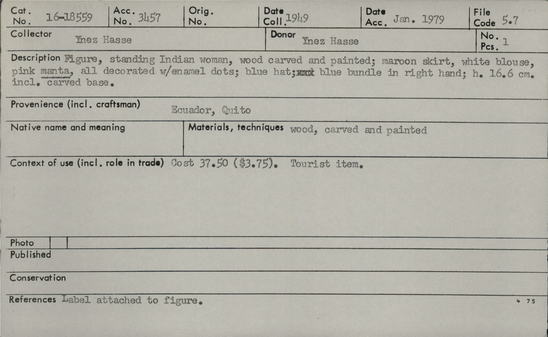 Cat. No. 16-18559 Acc. No. 3457 Orig. No. Date Coll. 1949 Date Acc. Jan. 1979 File Code 5.7
Collector Ynez Hasse Donor Ynez Hasse No. Pcs. 1
Description Figure, standing Indian woman, wood carved and painted; maroon skirt, white blouse,
pink manta, all decorated w/enamel dots; blue hat; blue bundle in right hand; h. 16.6 cm.
incl. carved base.
Provenience (incl. craftsman) Ecuador, Quito
Native name and meaning Materials, techniques wood, carved and painted
Context of use (incl. role in trade) Cost 37.50 ($3.75). Tourist item.
Photo
Published
Conservation
References Label attached to figure. 4 75